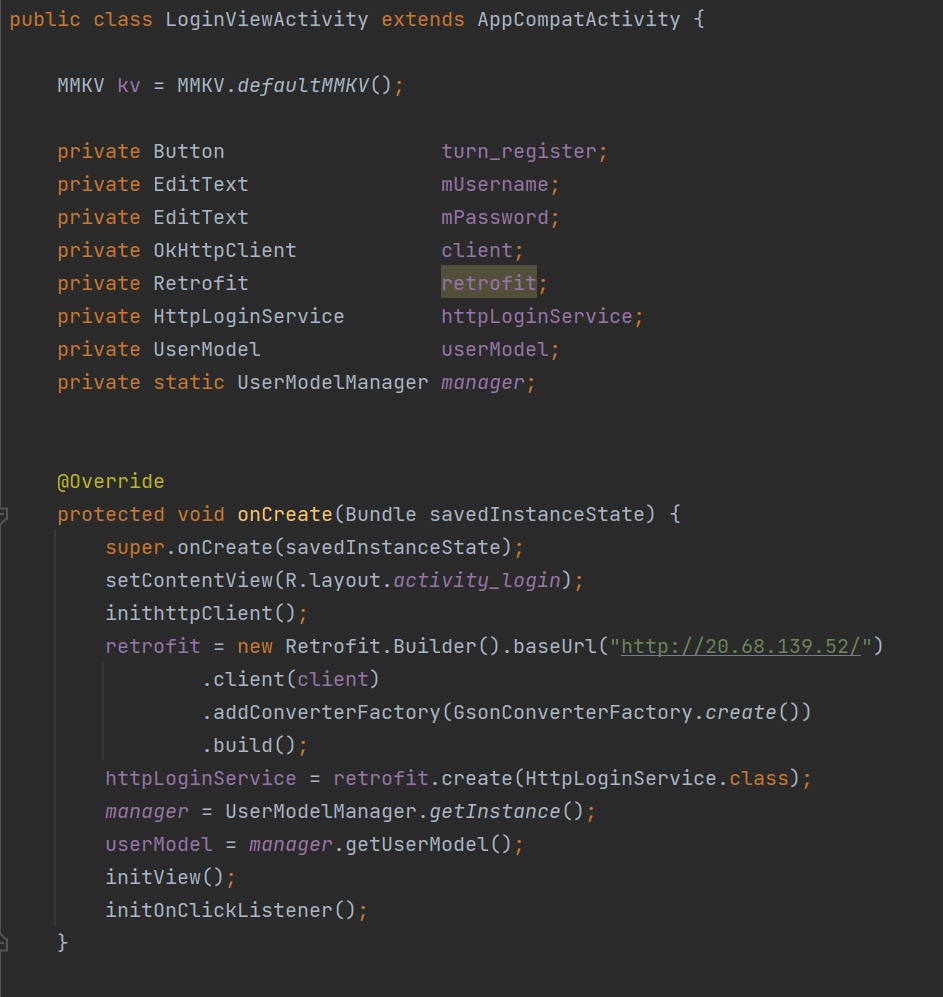 public class LoginViewActivity extends AppCompatActivity {
MMKV kv = MMKV.defaultMMKV();
private Button turn_register;
private EditText mUsername;
private EditText mPassword;
private OkHttpClient client;
private Retrofit retrofit;
private HttpLoginService httpLoginService;
private UserModel userModel;
private static UserModelManager manager;
@Override
protected void onCreate(Bundle savedInstanceState) {
super.onCreate(savedInstanceState);
setContentView(R.layout.activity_login);
inithttpClient();
retrofit = new Retrofit.Builder().baseUrl("http://20.68.139.52/")
.client(client)
.addConverterFactory(GsonConverterFactory.create())
.build();
httpLoginService = retrofit.create(HttpLoginService.class);
manager = UserModelManager.getInstance();
userModel = manager.getUserModel();
initView();
initOnClickListener();
}